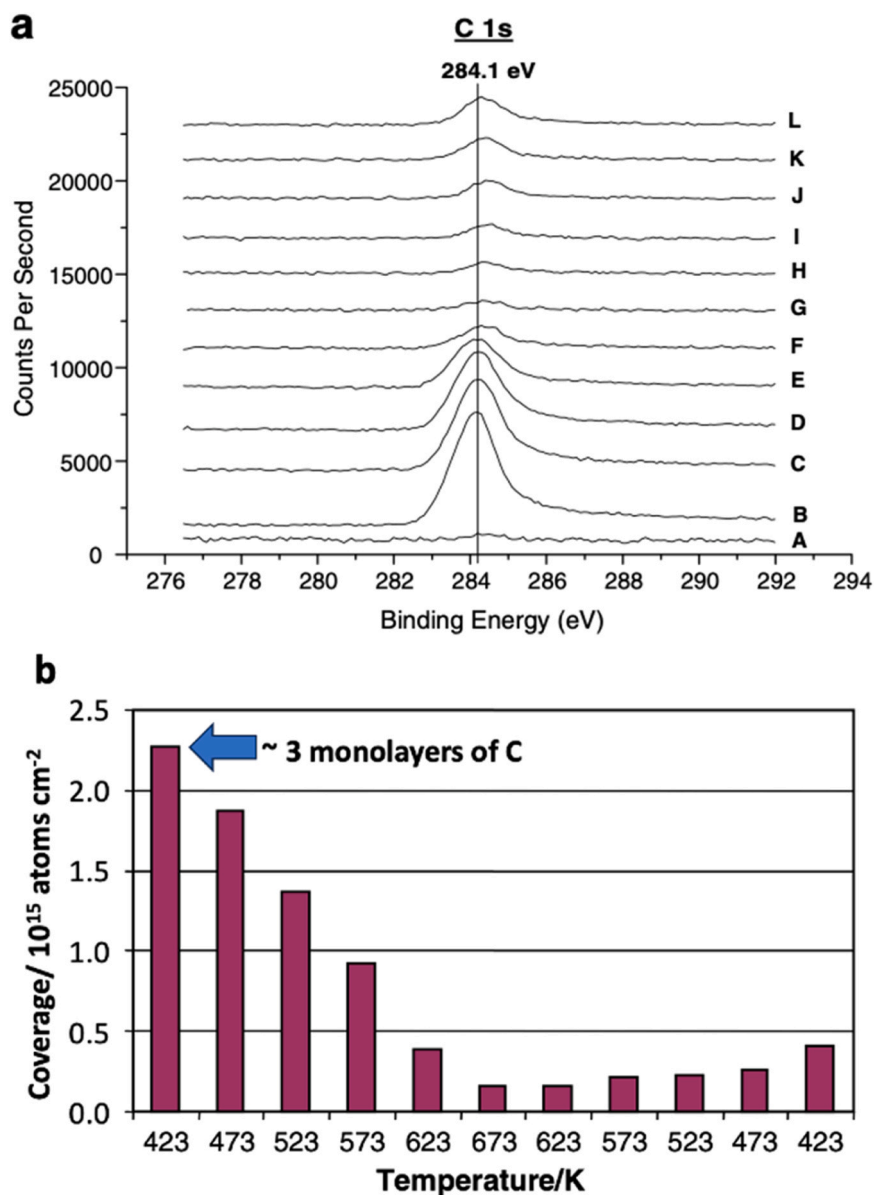 a
C 1s
284.1 eV
25000
20000
15000
10000
5000
0
Counts Per Second
L
K
J
I
H
G
F
E
D
C
B
A
276 278 280 282 284 286 288 290 292 294
Binding Energy (eV)
b
2.5
2.0
1.5
1.0
0.5
0.0
Coverage/ 10¹⁵ atoms cm⁻²
~ 3 monolayers of C
423 473 523 573 623 673 623 573 523 473 423
Temperature/K